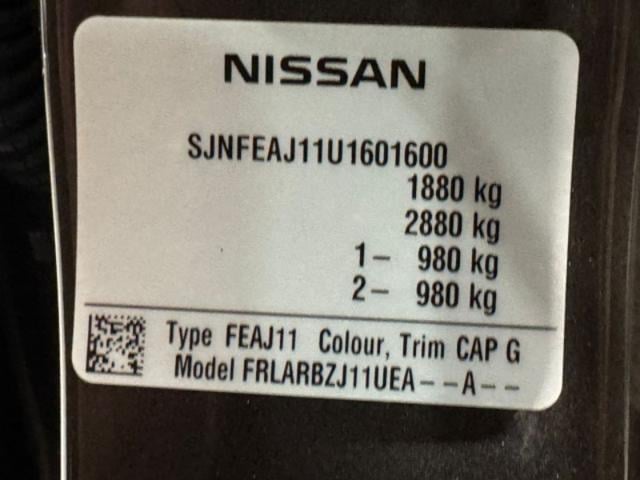 NISSAN
SJNFEAJ11U1601600
1880 kg
2880 kg
1- 980 kg
2- 980 kg
Type FEAJ11 Colour, Trim CAP G
Model FRLARBZJ11UEA--A--